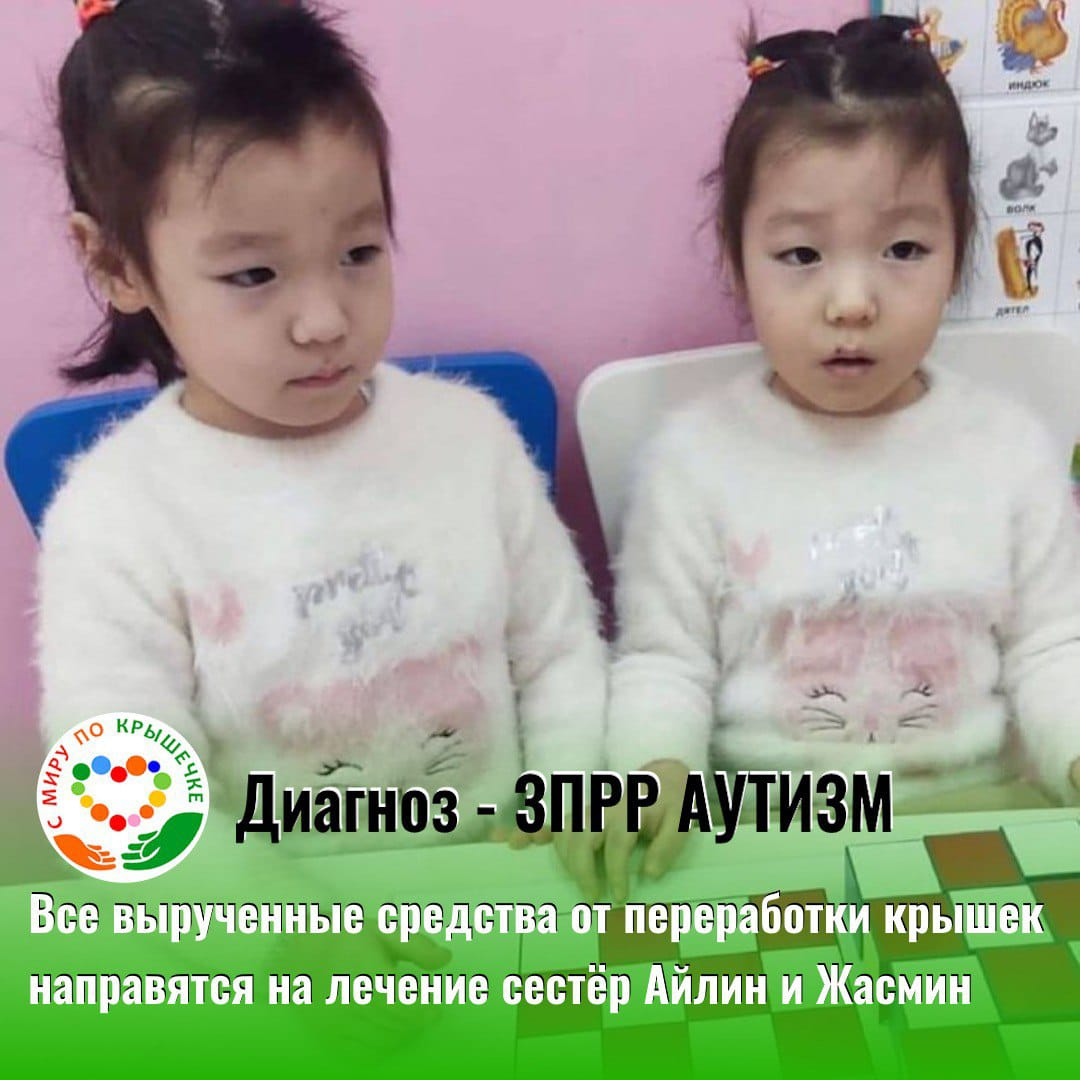 ИНДЮК
ВОЛК
ДЯТЕЛ
С МИРУ ПО КРЫШЕЧКЕ
Диагноз - ЗПРР АУТИЗМ
Все вырученные средства от переработки крышек
направятся на лечение сестёр Айлин и Жасмин